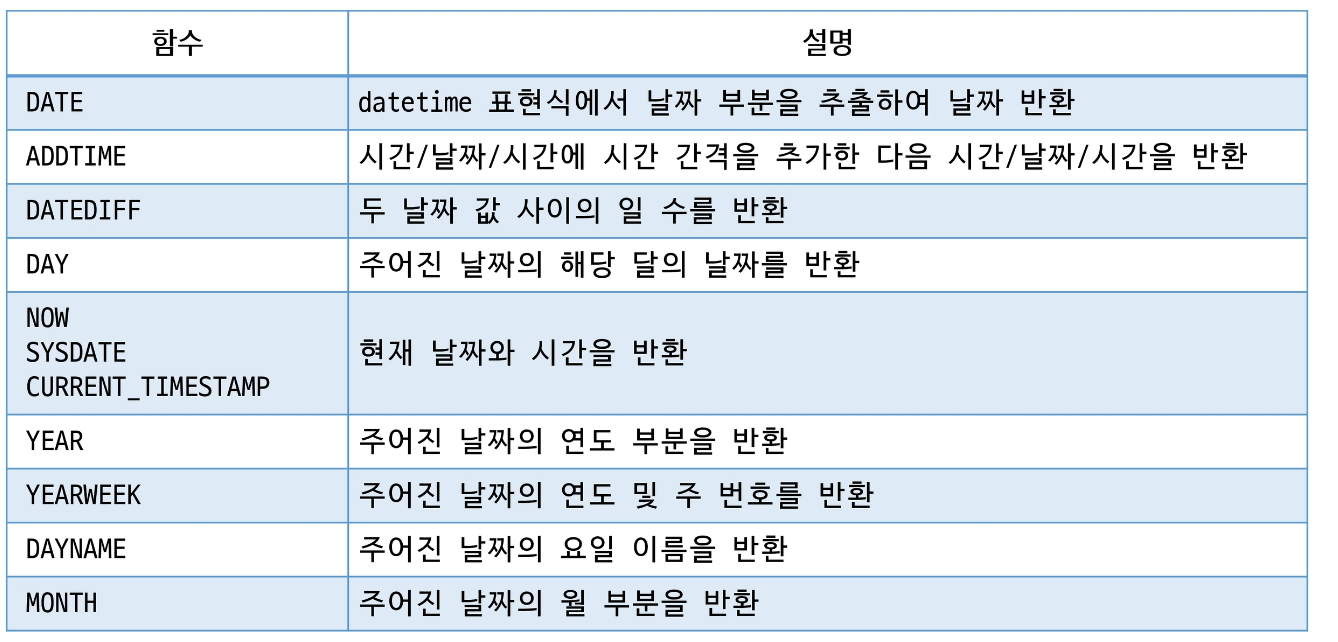 함수 설명
DATE datetime 표현식에서 날짜 부분을 추출하여 날짜 반환
ADDTIME 시간/날짜/시간에 시간 간격을 추가한 다음 시간/날짜/시간을 반환
DATEDIFF 두 날짜 값 사이의 일 수를 반환
DAY 주어진 날짜의 해당 달의 날짜를 반환
NOW
SYSDATE 현재 날짜와 시간을 반환
CURRENT_TIMESTAMP
YEAR 주어진 날짜의 연도 부분을 반환
YEARWEEK 주어진 날짜의 연도 및 주 번호를 반환
DAYNAME 주어진 날짜의 요일 이름을 반환
MONTH 주어진 날짜의 월 부분을 반환